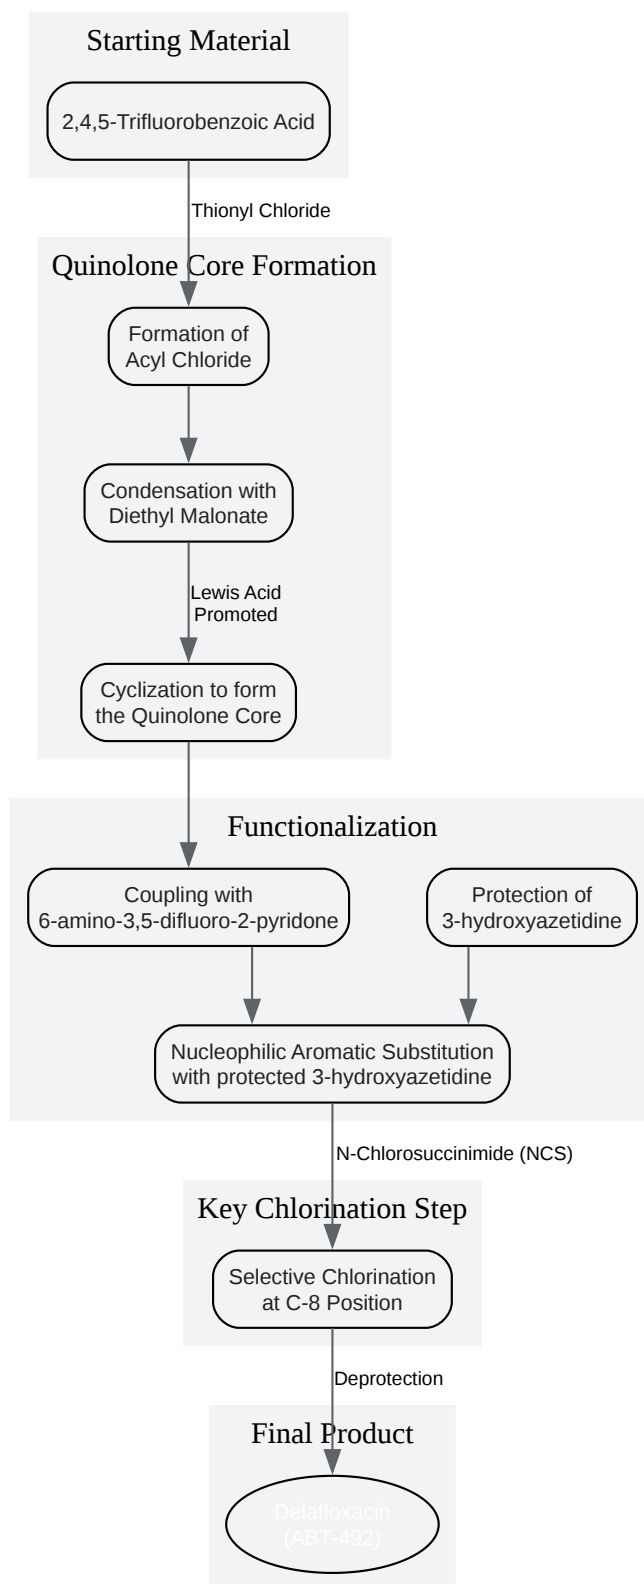 Starting Material
2,4,5-Trifluorobenzoic Acid
Thionyl Chloride
Quinolone Core Formation
Formation of
Acyl Chloride
Condensation with
Diethyl Malonate
Lewis Acid
Promoted
Cyclization to form
the Quinolone Core
Functionalization
Coupling with
6-amino-3,5-difluoro-2-pyridone
Protection of
3-hydroxyazetidine
Nucleophilic Aromatic Substitution
with protected 3-hydroxyazetidine
N-Chlorosuccinimide (NCS)
Key Chlorination Step
Selective Chlorination
at C-8 Position
Deprotection
Final Product
Delafloxacin
(ABT-492)